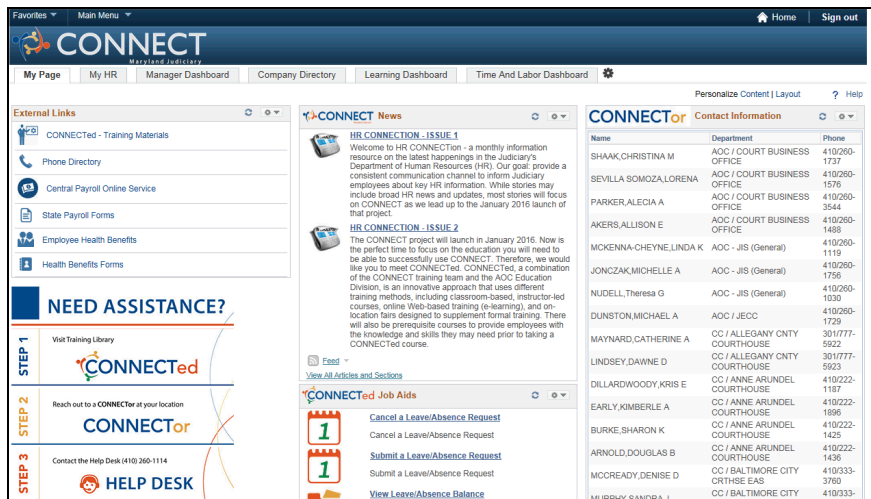 Favorites Main Menu Home Sign out
CONNECT
Maryland Judiciary
My Page My HR Manager Dashboard Company Directory Learning Dashboard Time And Labor Dashboard
Personalize Content | Layout ? Help
External Links
CONNECTed - Training Materials
Phone Directory
Central Payroll Online Service
State Payroll Forms
Employee Health Benefits
Health Benefits Forms
NEED ASSISTANCE?
STEP 1
Visit Training Library
CONNECTed
STEP 2
Reach out to a CONNECTor at your location
CONNECTor
STEP 3
Contact the Help Desk (410) 260-1114
HELP DESK
CONNECT News
HR CONNECTION - ISSUE 1
Welcome to HR CONNECTion - a monthly information
resource on the latest happenings in the Judiciary's
Department of Human Resources (HR). Our goal: provide a
consistent communication channel to inform Judiciary
employees about key HR information. While stories may
include broad HR news and updates, most stories will focus
on CONNECT as we lead up to the January 2016 launch of
that project.
HR CONNECTION - ISSUE 2
The CONNECT project will launch in January 2016. Now is
the perfect time to focus on the education you will need to
be able to successfully use CONNECT. Therefore, we would
like you to meet CONNECTed. CONNECTed, a combination
of the CONNECT training team and the AOC Education
Division, is an innovative approach that uses different
training methods, including classroom-based, instructor-led
courses, online Web-based training (e-learning), and on-
location fairs designed to supplement formal training. There
will also be prerequisite courses to provide employees with
the knowledge and skills they may need prior to taking a
CONNECTed course.
Feed
View All Articles and Sections
CONNECTed Job Aids
1
Cancel a Leave/Absence Request
Cancel a Leave/Absence Request
1
Submit a Leave/Absence Request
Submit a Leave/Absence Request
View Leave/Absence Balance
CONNECTor Contact Information
Name Department Phone
SHAAK,CHRISTINA M AOC / COURT BUSINESS OFFICE 410/260-1737
SEVILLA SOMOZA,LORENA AOC / COURT BUSINESS OFFICE 410/260-1576
PARKER,ALECIA A AOC / COURT BUSINESS OFFICE 410/260-3544
AKERS,ALLISON E AOC / COURT BUSINESS OFFICE 410/260-1488
MCKENNA-CHEYNE,LINDA K AOC - JIS (General) 410/260-1119
JONCZAK,MICHELLE A AOC - JIS (General) 410/260-1756
NUDELL,Theresa G AOC - JIS (General) 410/260-1030
DUNSTON,MICHAEL A AOC / JECC 410/260-1729
MAYNARD,CATHERINE A CC / ALLEGANY CNTY COURTHOUSE 301/777-5922
LINDSEY,DAWNE D CC / ALLEGANY CNTY COURTHOUSE 301/777-5923
DILLARDWOODY,KRIS E CC / ANNE ARUNDEL COURTHOUSE 410/222-1187
EARLY,KIMBERLE A CC / ANNE ARUNDEL COURTHOUSE 410/222-1896
BURKE,SHARON K CC / ANNE ARUNDEL COURTHOUSE 410/222-1425
ARNOLD,DOUGLAS B CC / ANNE ARUNDEL COURTHOUSE 410/222-1436
MCCREADY,DENISE D CC / BALTIMORE CITY CRTHSE EAS 410/333-3760
MURPHY,SANDRA L CC / BALTIMORE CITY 410/333-